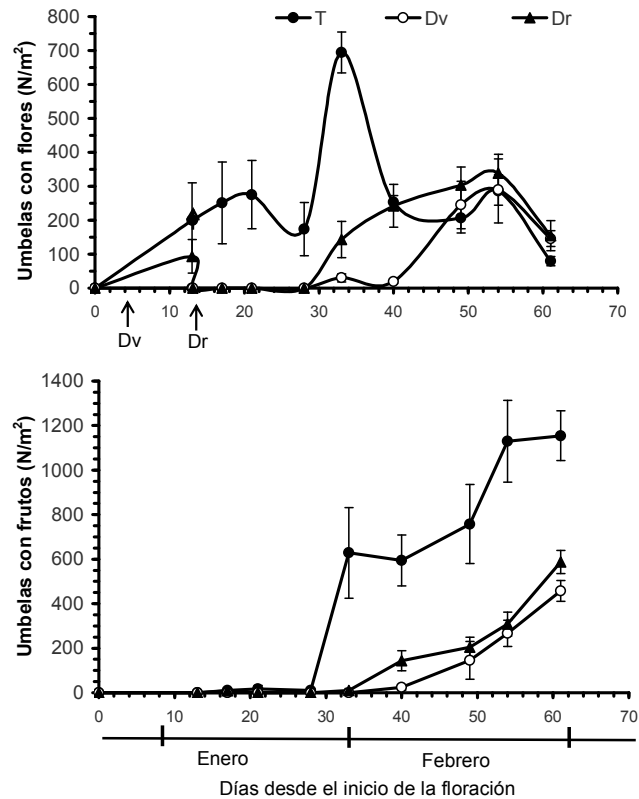 T Dv Dr
Umbelas con flores (N/m²)
800
700
600
500
400
300
200
100
0
0 10 20 30 40 50 60 70
Dv Dr
Umbelas con frutos (N/m²)
1400
1200
1000
800
600
400
200
0
0 10 20 30 40 50 60 70
Enero Febrero
Días desde el inicio de la floración